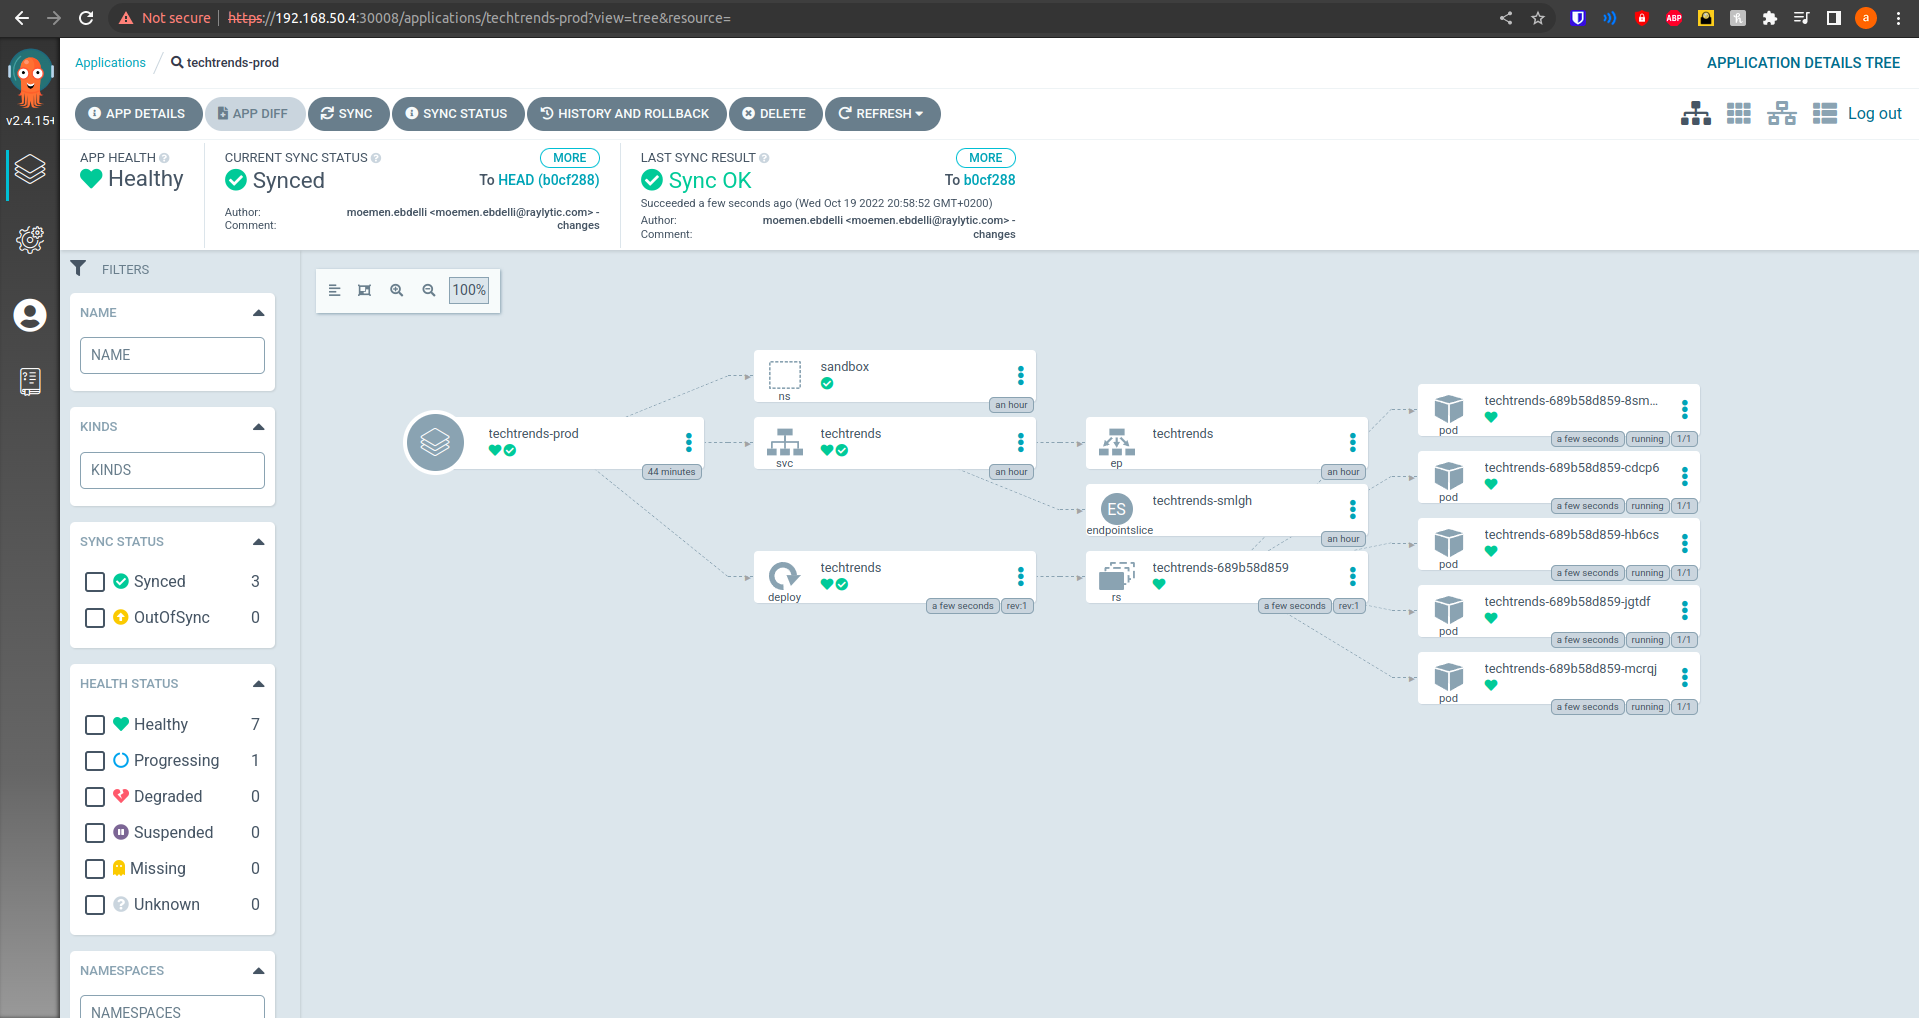 Not secure
https://192.168.50.4:30008/applications/techtrends-prod?view=tree&resource=
ABP
a
v2.4.15+
Applications
techtrends-prod
APPLICATION DETAILS TREE
APP DETAILS
APP DIFF
SYNC
SYNC STATUS
HISTORY AND ROLLBACK
DELETE
REFRESH
Log out
APP HEALTH
Healthy
CURRENT SYNC STATUS
MORE
Synced
To HEAD (b0cf288)
Author: moemen.ebdelli <moemen.ebdelli@raylytic.com> -
Comment: changes
LAST SYNC RESULT
MORE
Sync OK
To b0cf288
Succeeded a few seconds ago (Wed Oct 19 2022 20:58:52 GMT+0200)
Author: moemen.ebdelli <moemen.ebdelli@raylytic.com> -
Comment: changes
FILTERS
NAME
NAME
KINDS
KINDS
SYNC STATUS
Synced 3
OutOfSync 0
HEALTH STATUS
Healthy 7
Progressing 1
Degraded 0
Suspended 0
Missing 0
Unknown 0
NAMESPACES
NAMESPACES
100%
techtrends-prod
44 minutes
sandbox
ns
an hour
techtrends
svc
an hour
techtrends
deploy
a few seconds rev:1
techtrends
ep
an hour
ES
techtrends-smlgh
endpointslice
an hour
techtrends-689b58d859
rs
a few seconds rev:1
techtrends-689b58d859-8sm...
pod
a few seconds running 1/1
techtrends-689b58d859-cdcp6
pod
a few seconds running 1/1
techtrends-689b58d859-hb6cs
pod
a few seconds running 1/1
techtrends-689b58d859-jgtdf
pod
a few seconds running 1/1
techtrends-689b58d859-mcrqj
pod
a few seconds running 1/1